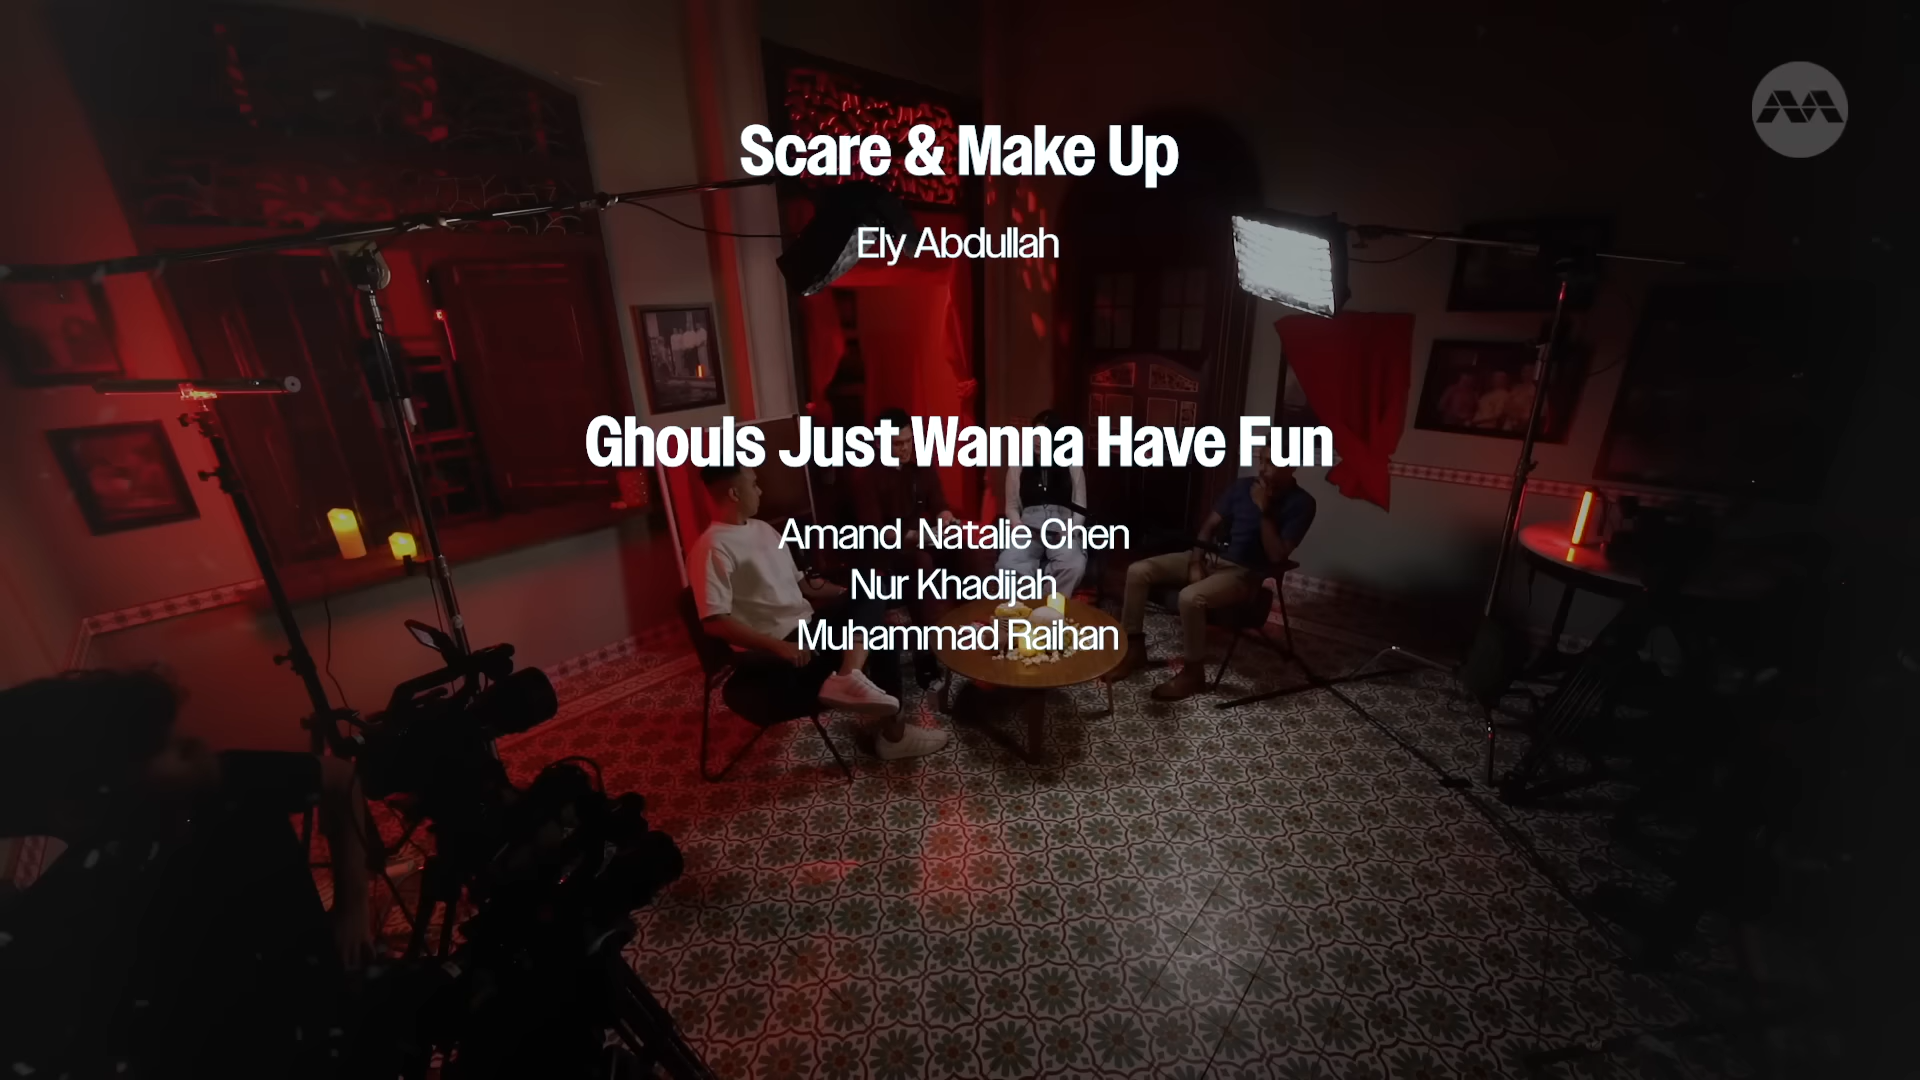 Scare & Make Up
Ely Abdullah
Ghouls Just Wanna Have Fun
Amand  Natalie Chen
Nur Khadijah
Muhammad Raihan